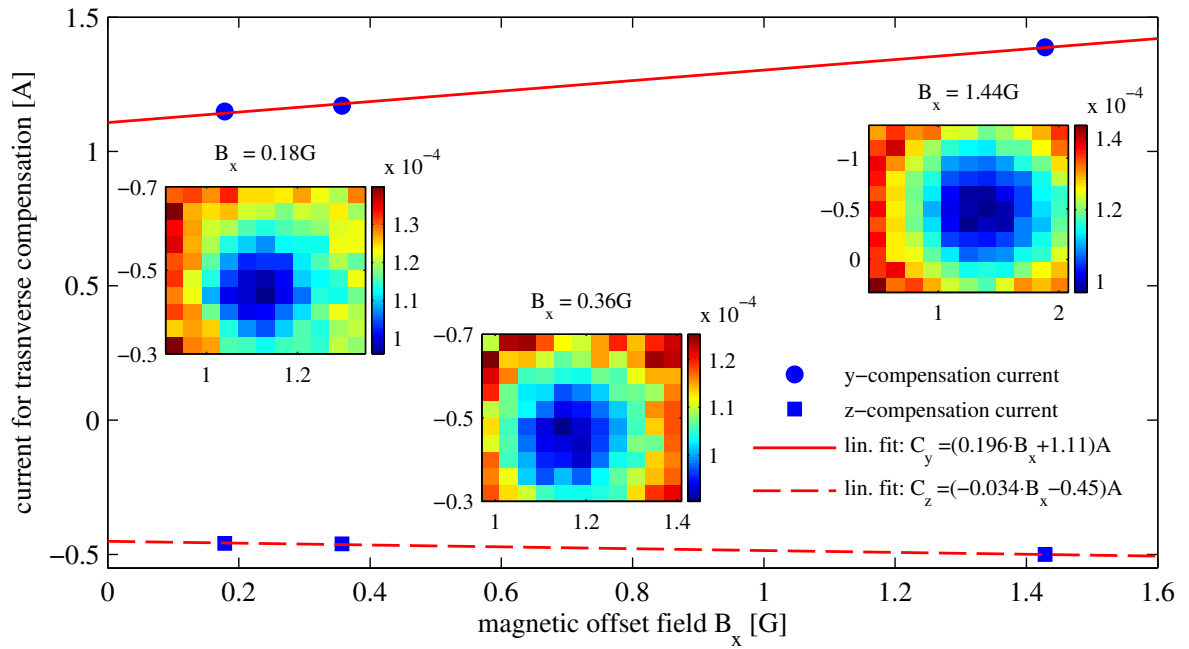 1.5
1
0.5
0
−0.5
current for trasnverse compensation [A]
B_x = 0.18G
x 10^−4
−0.7
−0.5
−0.3
1 1.2
1.3
1.2
1.1
1
B_x = 0.36G
x 10^−4
−0.7
−0.5
−0.3
1 1.2 1.4
1.2
1.1
1
B_x = 1.44G
x 10^−4
−1
−0.5
0
1 2
1.4
1.2
1
y−compensation current
z−compensation current
lin. fit: C_y =(0.196·B_x+1.11)A
lin. fit: C_z =(−0.034·B_x−0.45)A
0 0.2 0.4 0.6 0.8 1 1.2 1.4 1.6
magnetic offset field B_x [G]